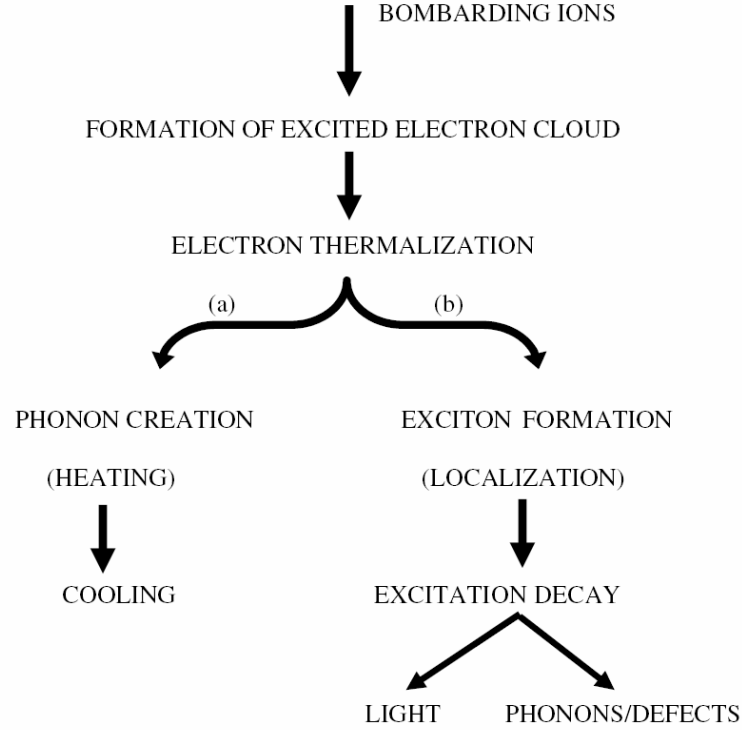 BOMBARDING IONS
FORMATION OF EXCITED ELECTRON CLOUD
ELECTRON THERMALIZATION
(a) (b)
PHONON CREATION EXCITON FORMATION
(HEATING) (LOCALIZATION)
COOLING EXCITATION DECAY
LIGHT PHONONS/DEFECTS